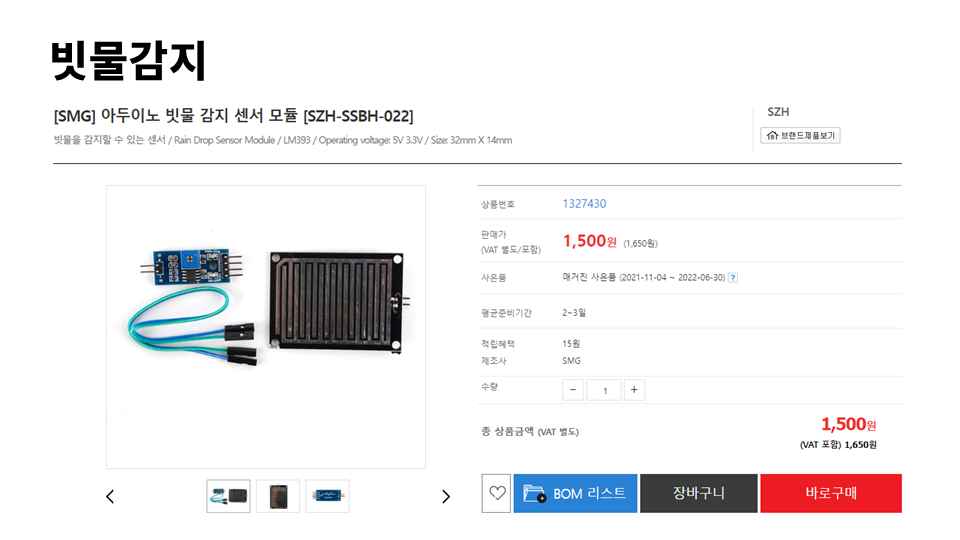 빗물감지
[SMG] 아두이노 빗물 감지 센서 모듈 [SZH-SSBH-022]
빗물을 감지할 수 있는 센서 / Rain Drop Sensor Module / LM393 / Operating voltage: 5V 3.3V / Size: 32mm X 14mm
SZH
브랜드제품보기
상품번호 1327430
판매가
(VAT 별도/포함) 1,500원 (1,650원)
사은품 매거진 사은품 (2021-11-04 ~ 2022-06-30) ?
평균준비기간 2~3일
적립혜택 15원
제조사 SMG
수량 − 1 +
총 상품금액 (VAT 별도) 1,500원
(VAT 포함) 1,650원
BOM 리스트 장바구니 바로구매